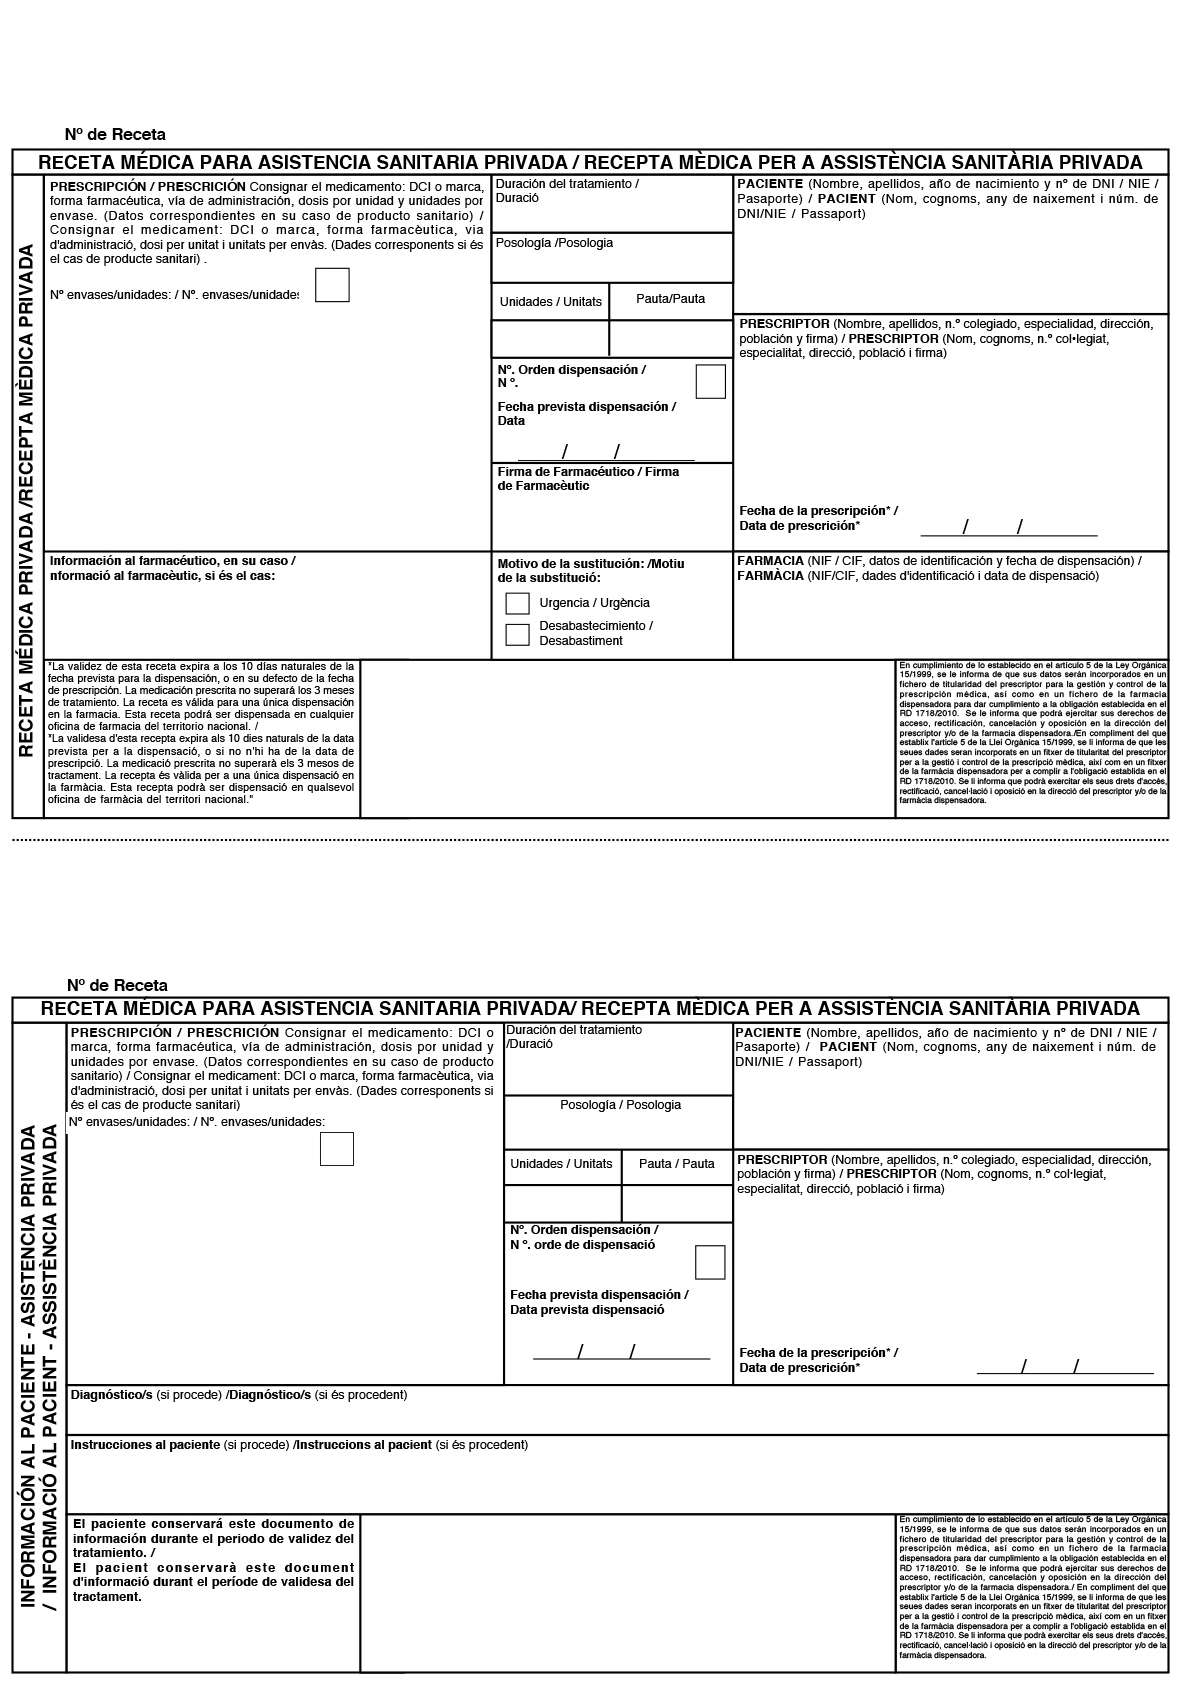 Nº de Receta
RECETA MÉDICA PARA ASISTENCIA SANITARIA PRIVADA / RECEPTA MÈDICA PER A ASSISTÈNCIA SANITÀRIA PRIVADA
RECETA MÉDICA PRIVADA /RECEPTA MÈDICA PRIVADA
PRESCRIPCIÓN / PRESCRICIÓN Consignar el medicamento: DCI o marca,
forma farmacéutica, vía de administración, dosis por unidad y unidades por
envase. (Datos correspondientes en su caso de producto sanitario) /
Consignar el medicament: DCI o marca, forma farmacèutica, via
d'administració, dosi per unitat i unitats per envàs. (Dades corresponents si és
el cas de producte sanitari) .
Nº envases/unidades: / Nº. envases/unidades
Duración del tratamiento /
Duració
Posología /Posologia
Unidades / Unitats
Pauta/Pauta
Nº. Orden dispensación /
N º.
Fecha prevista dispensación /
Data
/ /
Firma de Farmacéutico / Firma
de Farmacèutic
PACIENTE (Nombre, apellidos, año de nacimiento y nº de DNI / NIE /
Pasaporte) / PACIENT (Nom, cognoms, any de naixement i núm. de
DNI/NIE / Passaport)
PRESCRIPTOR (Nombre, apellidos, n.º colegiado, especialidad, dirección,
población y firma) / PRESCRIPTOR (Nom, cognoms, n.º col•legiat,
especialitat, direcció, població i firma)
Fecha de la prescripción* /
Data de prescrición*
/ /
Información al farmacéutico, en su caso /
nformació al farmacèutic, si és el cas:
Motivo de la sustitución: /Motiu
de la substitució:
Urgencia / Urgència
Desabastecimiento /
Desabastiment
FARMACIA (NIF / CIF, datos de identificación y fecha de dispensación) /
FARMÀCIA (NIF/CIF, dades d'identificació i data de dispensació)
"La validez de esta receta expira a los 10 días naturales de la
fecha prevista para la dispensación, o en su defecto de la fecha
de prescripción. La medicación prescrita no superará los 3 meses
de tratamiento. La receta es válida para una única dispensación
en la farmacia. Esta receta podrá ser dispensada en cualquier
oficina de farmacia del territorio nacional. /
"La validesa d'esta recepta expira als 10 dies naturals de la data
prevista per a la dispensació, o si no n'hi ha de la data de
prescripció. La medicació prescrita no superarà els 3 mesos de
tractament. La recepta és vàlida per a una única dispensació en
la farmàcia. Esta recepta podrà ser dispensació en qualsevol
oficina de farmàcia del territori nacional."
En cumplimiento de lo establecido en el artículo 5 de la Ley Orgánica
15/1999, se le informa de que sus datos serán incorporados en un
fichero de titularidad del prescriptor para la gestión y control de la
prescripción médica, así como en un fichero de la farmacia
dispensadora para dar cumplimiento a la obligación establecida en el
RD 1718/2010. Se le informa que podrá ejercitar sus derechos de
acceso, rectificación, cancelación y oposición en la dirección del
prescriptor y/o de la farmacia dispensadora./En compliment del que
establix l'article 5 de la Llei Orgànica 15/1999, se li informa de que les
seues dades seran incorporats en un fitxer de titularitat del prescriptor
per a la gestió i control de la prescripció mèdica, així com en un fitxer
de la farmàcia dispensadora per a complir a l'obligació establida en el
RD 1718/2010. Se li informa que podrà exercitar els seus drets d'accés,
rectificació, cancel·lació i oposició en la direcció del prescriptor y/o de la
farmàcia dispensadora.
Nº de Receta
RECETA MÉDICA PARA ASISTENCIA SANITARIA PRIVADA/ RECEPTA MÈDICA PER A ASSISTÈNCIA SANITÀRIA PRIVADA
INFORMACIÓN AL PACIENTE - ASISTENCIA PRIVADA
/ INFORMACIÓ AL PACIENT - ASSISTÈNCIA PRIVADA
PRESCRIPCIÓN / PRESCRICIÓN Consignar el medicamento: DCI o
marca, forma farmacéutica, vía de administración, dosis por unidad y
unidades por envase. (Datos correspondientes en su caso de producto
sanitario) / Consignar el medicament: DCI o marca, forma farmacèutica, via
d'administració, dosi per unitat i unitats per envàs. (Dades corresponents si
és el cas de producte sanitari)
Nº envases/unidades: / Nº. envases/unidades:
Duración del tratamiento
/Duració
Posología / Posologia
Unidades / Unitats
Pauta / Pauta
Nº. Orden dispensación /
N º. orde de dispensació
Fecha prevista dispensación /
Data prevista dispensació
/ /
PACIENTE (Nombre, apellidos, año de nacimiento y nº de DNI / NIE /
Pasaporte) / PACIENT (Nom, cognoms, any de naixement i núm. de
DNI/NIE / Passaport)
PRESCRIPTOR (Nombre, apellidos, n.º colegiado, especialidad, dirección,
población y firma) / PRESCRIPTOR (Nom, cognoms, n.º col·legiat,
especialitat, direcció, població i firma)
Fecha de la prescripción* /
Data de prescrición*
/ /
Diagnóstico/s (si procede) /Diagnóstico/s (si és procedent)
Instrucciones al paciente (si procede) /Instruccions al pacient (si és procedent)
El paciente conservará este documento de
información durante el periodo de validez del
tratamiento. /
El pacient conservarà este document
d'informació durant el període de validesa del
tractament.
En cumplimiento de lo establecido en el artículo 5 de la Ley Orgánica
15/1999, se le informa de que sus datos serán incorporados en un
fichero de titularidad del prescriptor para la gestión y control de la
prescripción médica, así como en un fichero de la farmacia
dispensadora para dar cumplimiento a la obligación establecida en el
RD 1718/2010. Se le informa que podrá ejercitar sus derechos de
acceso, rectificación, cancelación y oposición en la dirección del
prescriptor y/o de la farmacia dispensadora./ En compliment del que
establix l'article 5 de la Llei Orgànica 15/1999, se li informa de que les
seues dades seran incorporats en un fitxer de titularitat del prescriptor
per a la gestió i control de la prescripció mèdica, així com en un fitxer
de la farmàcia dispensadora per a complir a l'obligació establida en el
RD 1718/2010. Se li informa que podrà exercitar els seus drets d'accés,
rectificació, cancel·lació i oposició en la direcció del prescriptor y/o de la
farmàcia dispensadora.